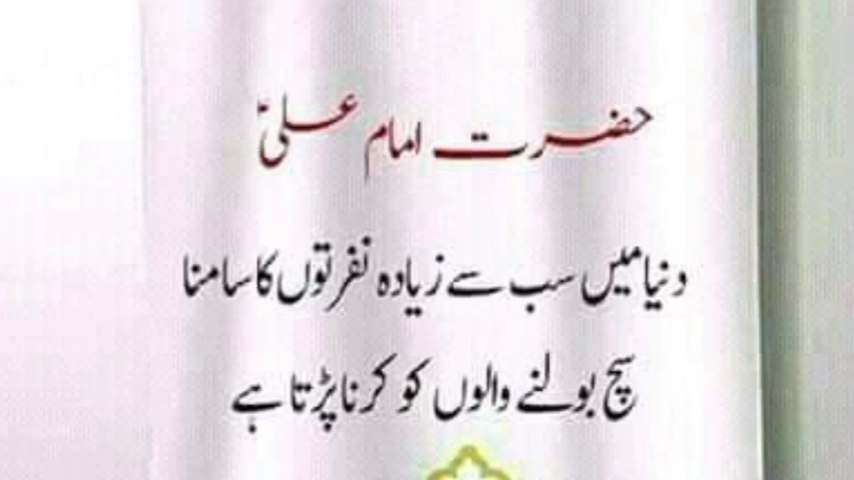 حضرت امام علیؑ
دنیا میں سب سے زیادہ نفرتوں کا سامنا
سچ بولنے والوں کو کرنا پڑتا ہے